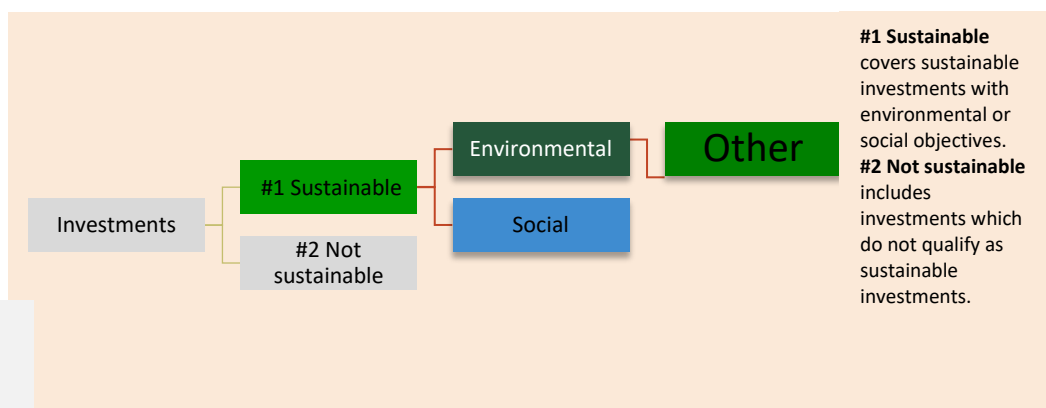 Investments
#1 Sustainable
#2 Not
sustainable
Environmental
Social
Other
#1 Sustainable
covers sustainable
investments with
environmental or
social objectives.
#2 Not sustainable
includes
investments which
do not qualify as
sustainable
investments.